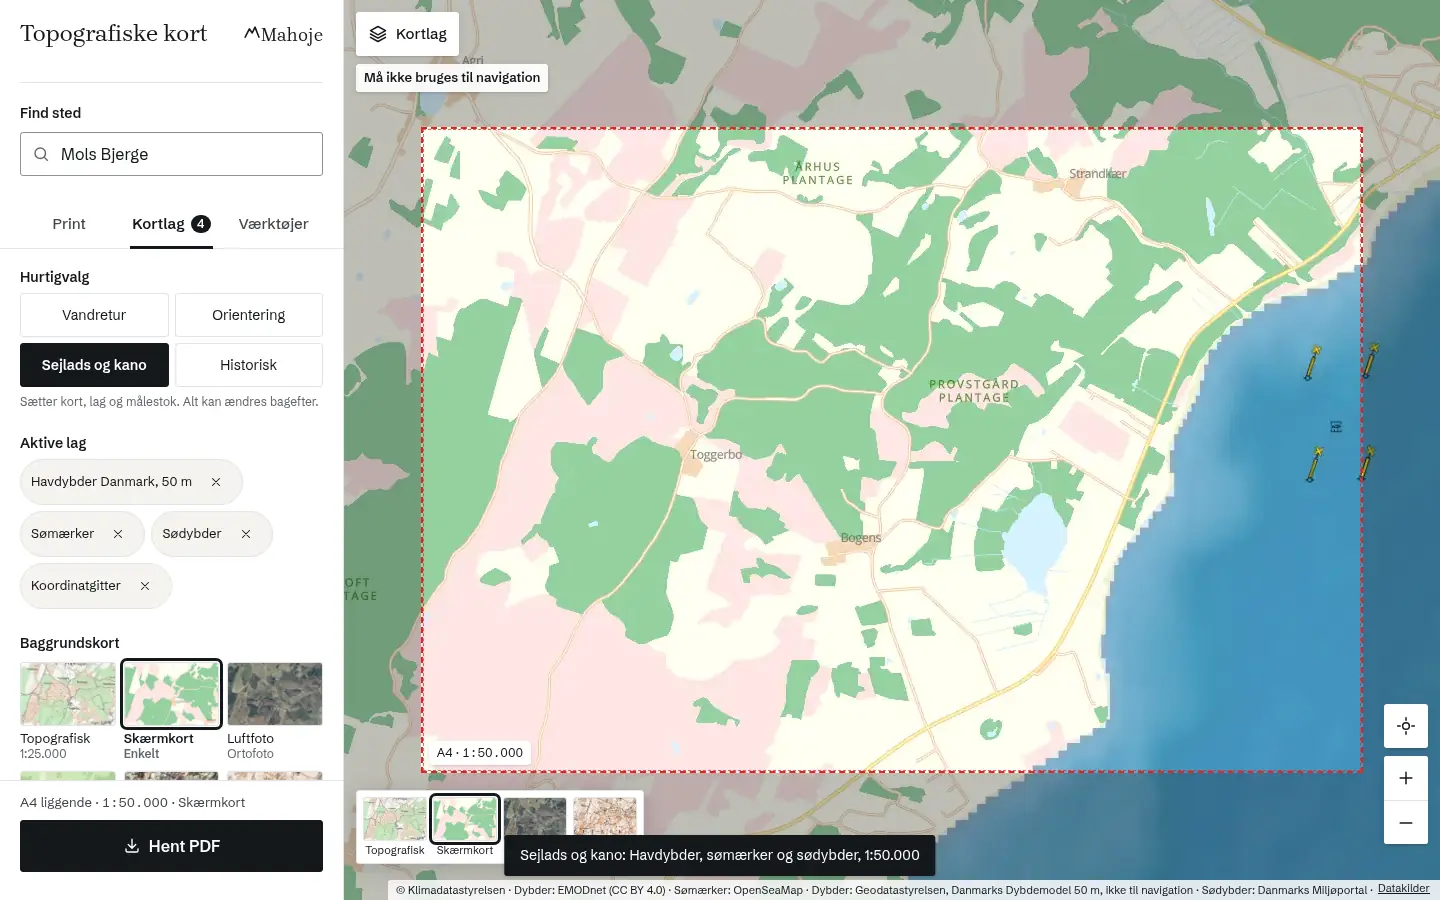 Topografiske kort
Mahoje
Find sted
Mols Bjerge
Print
Kortlag 4
Værktøjer
Hurtigvalg
Vandretur
Orientering
Sejlads og kano
Historisk
Sætter kort, lag og målestok. Alt kan ændres bagefter.
Aktive lag
Havdybder Danmark, 50 m
Sømærker
Sødybder
Koordinatgitter
Baggrundskort
Topografisk
1:25.000
Skærmkort
Enkelt
Luftfoto
Ortofoto
A4 liggende · 1:50.000 · Skærmkort
Hent PDF
Kortlag
Må ikke bruges til navigation
Agri
ÅRHUS
PLANTAGE
Strandkær
PROVSTGÅRD
PLANTAGE
Toggerbo
Bogens
OFT
TAGE
A4 · 1:50.000
Topografisk
Skærmkort
Sejlads og kano: Havdybder, sømærker og sødybder, 1:50.000
© Klimadatastyrelsen · Dybder: EMODnet (CC BY 4.0) · Sømærker: OpenSeaMap · Dybder: Geodatastyrelsen, Danmarks Dybdemodel 50 m, ikke til navigation · Sødybder: Danmarks Miljøportal · Datakilder